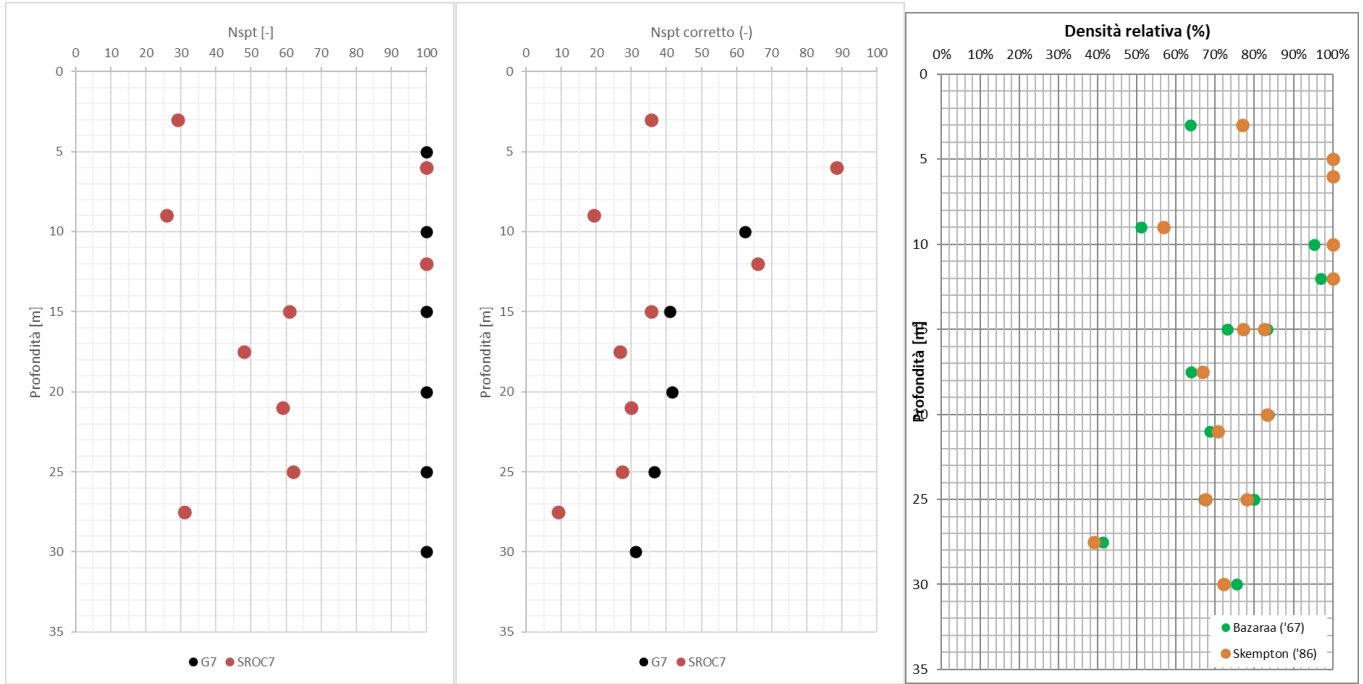 Nspt [-]
0 10 20 30 40 50 60 70 80 90 100
0
5
10
15
20
25
30
35
Profondità [m]
G7 SROC7
Nspt corretto (-)
0 10 20 30 40 50 60 70 80 90 100
0
5
10
15
20
25
30
35
Profondità [m]
G7 SROC7
Densità relativa (%)
0% 10% 20% 30% 40% 50% 60% 70% 80% 90% 100%
0
5
10
15
20
25
30
35
Profondità [m]
Bazaraa ('67)
Skempton ('86)